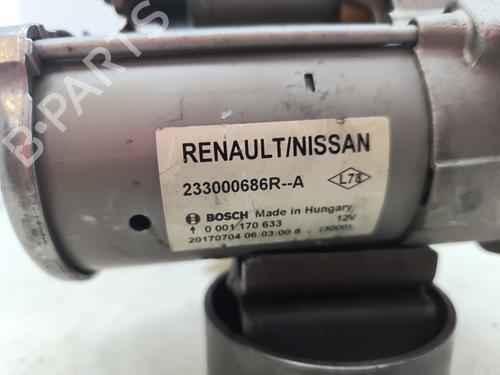 B-PARTS
RENAULT/NISSAN
233000686R--A
L78
BOSCH Made in Hungary
↑ 0 001 170 633 12V
20170704 06:03:00 8 (3000)